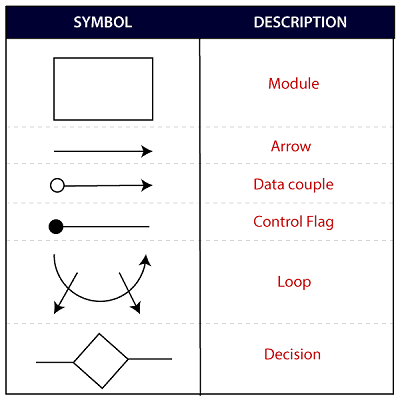 SYMBOL DESCRIPTION
Module
Arrow
Data couple
Control Flag
Loop
Decision